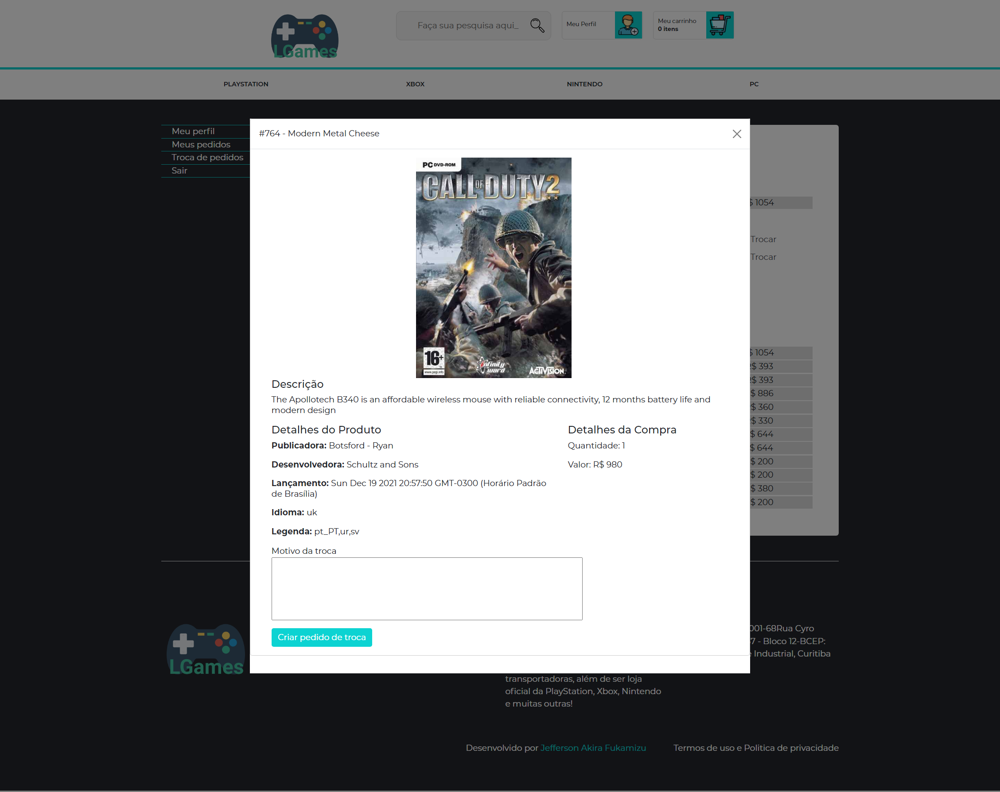 LGames
Faça sua pesquisa aqui_
Meu Perfil
Meu carrinho
0 itens
PLAYSTATION
XBOX
NINTENDO
PC
Meu perfil
Meus pedidos
Troca de pedidos
Sair
#764 - Modern Metal Cheese
PC DVD-ROM
CALL OF DUTY 2
16+
www.pegi.info
infinity ward
ACTIVISION
Descrição
The Apollotech B340 is an affordable wireless mouse with reliable connectivity, 12 months battery life and
modern design
Detalhes do Produto
Publicadora: Botsford - Ryan
Desenvolvedora: Schultz and Sons
Lançamento: Sun Dec 19 2021 20:57:50 GMT-0300 (Horário Padrão
de Brasília)
Idioma: uk
Legenda: pt_PT,ur,sv
Detalhes da Compra
Quantidade: 1
Valor: R$ 980
Motivo da troca
Criar pedido de troca
$ 1054
Trocar
Trocar
$ 1054
$ 393
$ 393
$ 886
$ 360
$ 330
$ 644
$ 644
$ 200
$ 200
$ 380
$ 200
LGames
transportadoras, além de ser loja
oficial da PlayStation, Xbox, Nintendo
e muitas outras!
001-68Rua Cyro
7 - Bloco 12-BCEP:
Industrial, Curitiba
Desenvolvido por Jefferson Akira Fukamizu
Termos de uso e Politica de privacidade